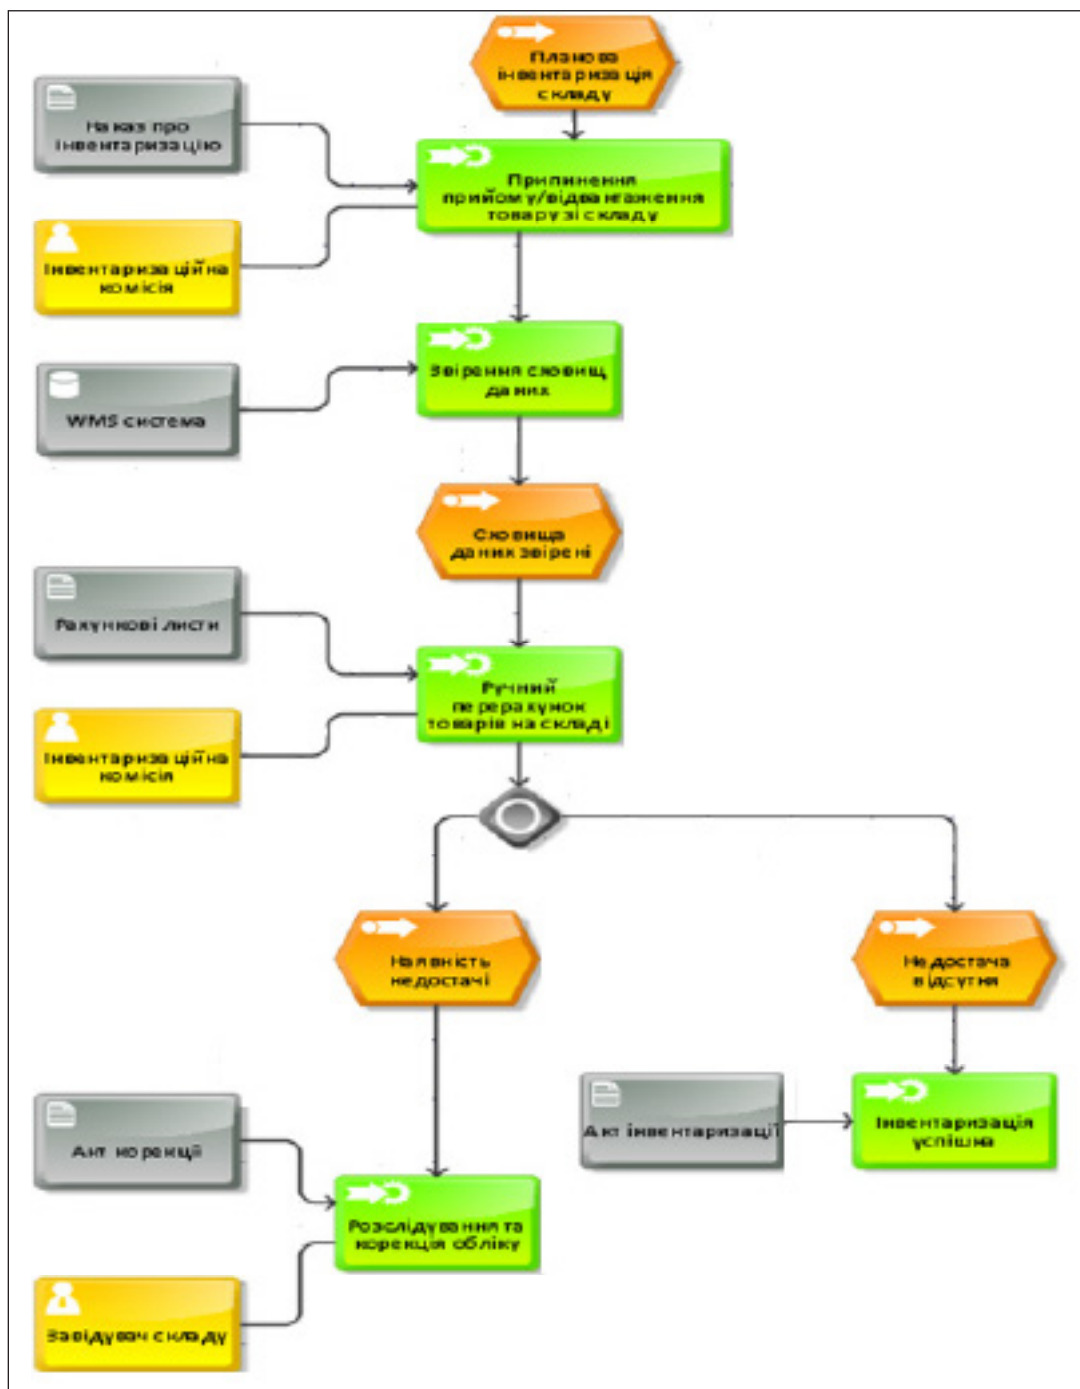 Планова
інвентаризація
складу
Наказ про
інвентаризацію
Припинення
прийому/відвантаження
товару зі складу
Інвентаризаційна
комісія
Звірення сховищ
даних
WMS система
Сховища
даних звірені
Рахункові листи
Ручний
перерахунок
товарів на складі
Інвентаризаційна
комісія
Наявність
недостачі
Недостача
відсутня
Акт корекції
Акт інвентаризації
Інвентаризація
успішна
Розслідування та
корекція обліку
Завідувач складу